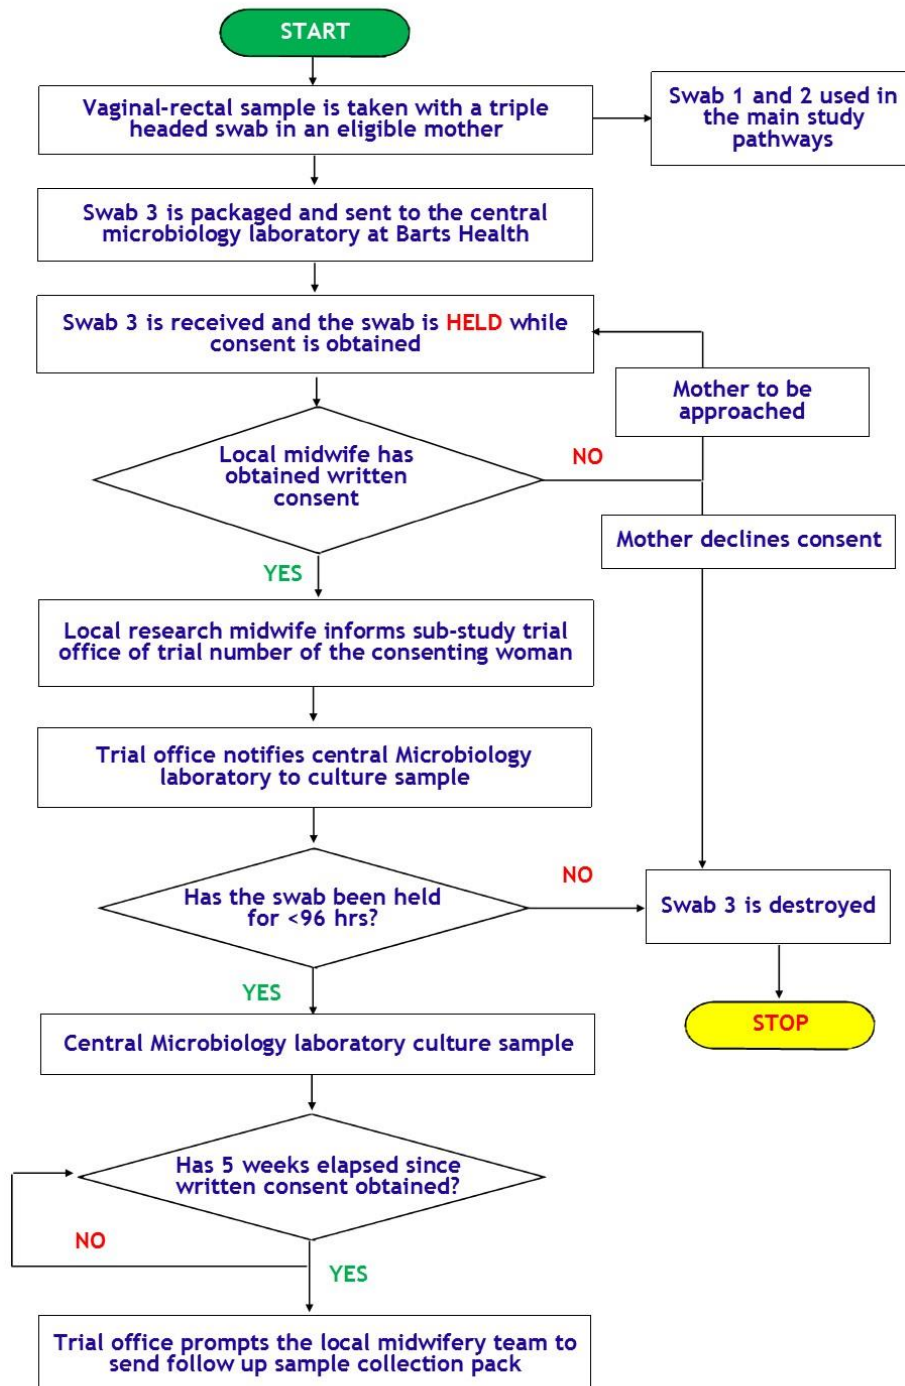 START
Vaginal-rectal sample is taken with a triple
headed swab in an eligible mother
Swab 1 and 2 used in
the main study
pathways
Swab 3 is packaged and sent to the central
microbiology laboratory at Barts Health
Swab 3 is received and the swab is HELD while
consent is obtained
Mother to be
approached
Local midwife has
obtained written
consent
NO
Mother declines consent
YES
Local research midwife informs sub-study trial
office of trial number of the consenting woman
Trial office notifies central Microbiology
laboratory to culture sample
Has the swab been held
for <96 hrs?
NO
Swab 3 is destroyed
YES
STOP
Central Microbiology laboratory culture sample
Has 5 weeks elapsed since
written consent obtained?
NO
YES
Trial office prompts the local midwifery team to
send follow up sample collection pack